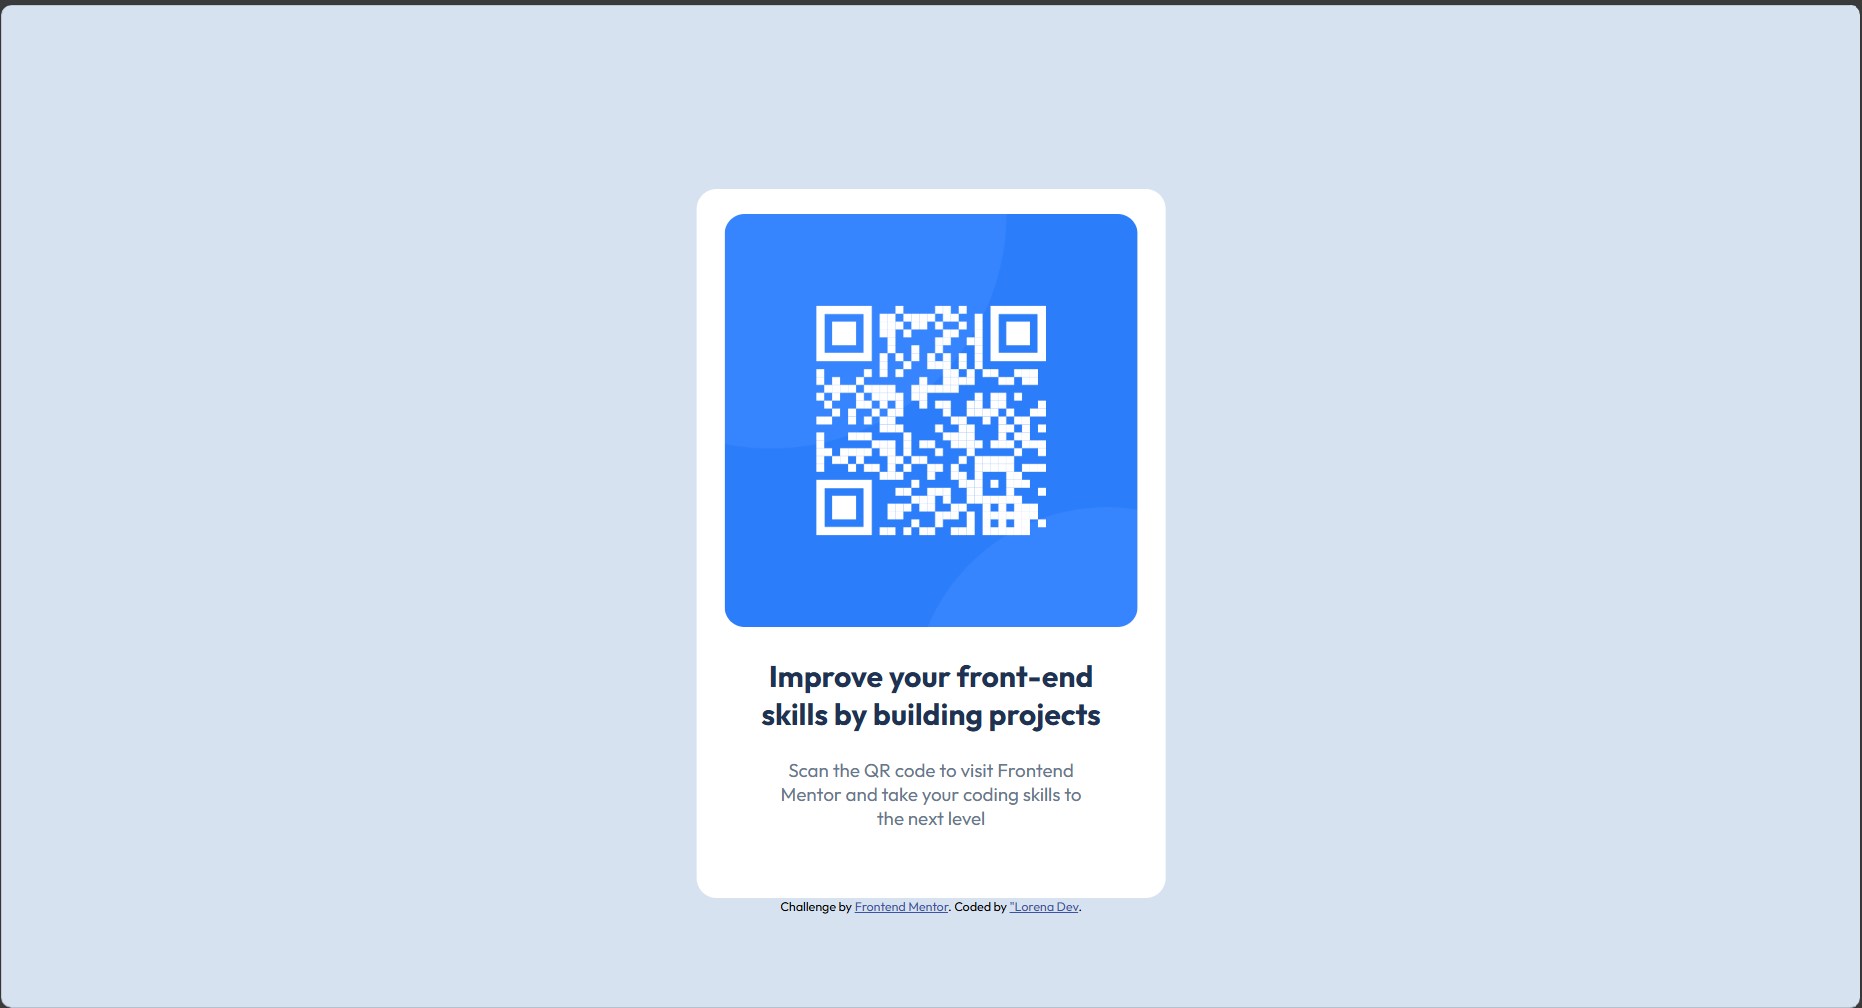 Improve your front-end
skills by building projects
Scan the QR code to visit Frontend
Mentor and take your coding skills to
the next level
Challenge by Frontend Mentor. Coded by "Lorena Dev.